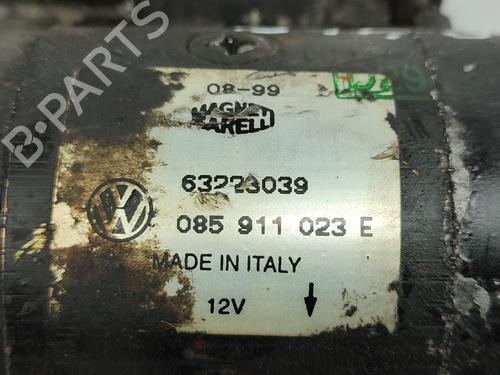 08-99
MAGNETI
MARELLI
63223039
085 911 023 E
MADE IN ITALY
12V
B-PARTS